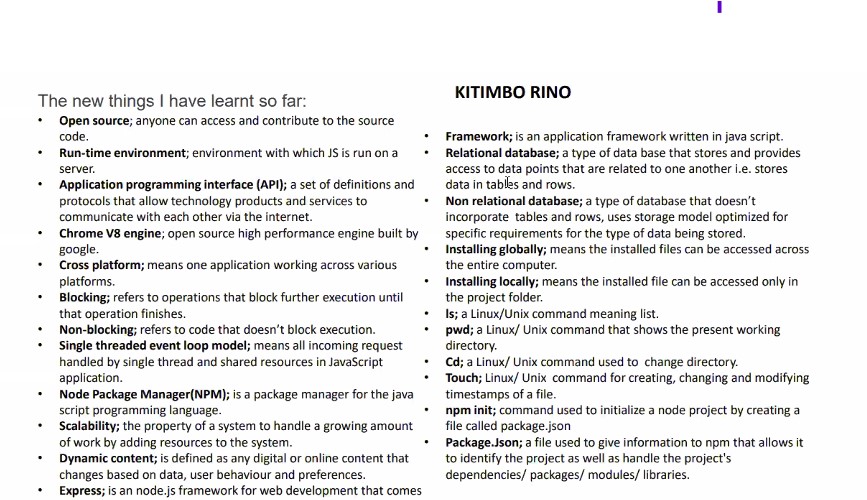 The new things I have learnt so far:
• Open source; anyone can access and contribute to the source
code.
• Run-time environment; environment with which JS is run on a
server.
• Application programming interface (API); a set of definitions and
protocols that allow technology products and services to
communicate with each other via the internet.
• Chrome V8 engine; open source high performance engine built by
google.
• Cross platform; means one application working across various
platforms.
• Blocking; refers to operations that block further execution until
that operation finishes.
• Non-blocking; refers to code that doesn't block execution.
• Single threaded event loop model; means all incoming request
handled by single thread and shared resources in JavaScript
application.
• Node Package Manager(NPM); is a package manager for the java
script programming language.
• Scalability; the property of a system to handle a growing amount
of work by adding resources to the system.
• Dynamic content; is defined as any digital or online content that
changes based on data, user behaviour and preferences.
• Express; is an node.js framework for web development that comes
KITIMBO RINO
• Framework; is an application framework written in java script.
• Relational database; a type of data base that stores and provides
access to data points that are related to one another i.e. stores
data in tables and rows.
• Non relational database; a type of database that doesn't
incorporate tables and rows, uses storage model optimized for
specific requirements for the type of data being stored.
• Installing globally; means the installed files can be accessed across
the entire computer.
• Installing locally; means the installed file can be accessed only in
the project folder.
• ls; a Linux/Unix command meaning list.
• pwd; a Linux/ Unix command that shows the present working
directory.
• Cd; a Linux/ Unix command used to change directory.
• Touch; Linux/ Unix command for creating, changing and modifying
timestamps of a file.
• npm init; command used to initialize a node project by creating a
file called package.json
• Package.Json; a file used to give information to npm that allows it
to identify the project as well as handle the project's
dependencies/ packages/ modules/ libraries.